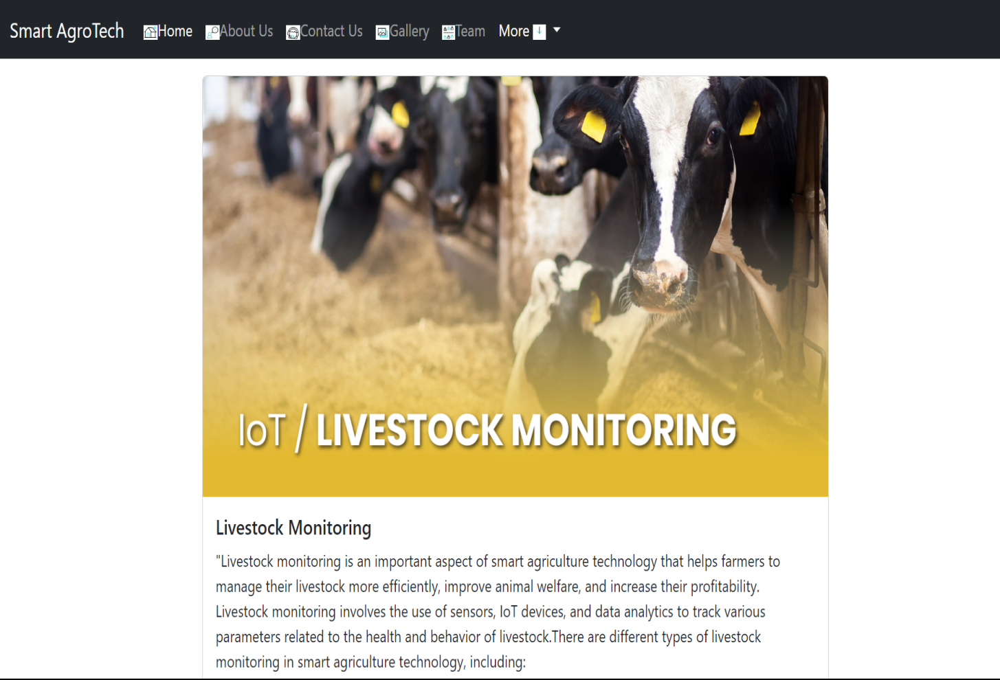 Smart AgroTech Home About Us Contact Us Gallery Team More
IoT / LIVESTOCK MONITORING
Livestock Monitoring
"Livestock monitoring is an important aspect of smart agriculture technology that helps farmers to
manage their livestock more efficiently, improve animal welfare, and increase their profitability.
Livestock monitoring involves the use of sensors, IoT devices, and data analytics to track various
parameters related to the health and behavior of livestock.There are different types of livestock
monitoring in smart agriculture technology, including: